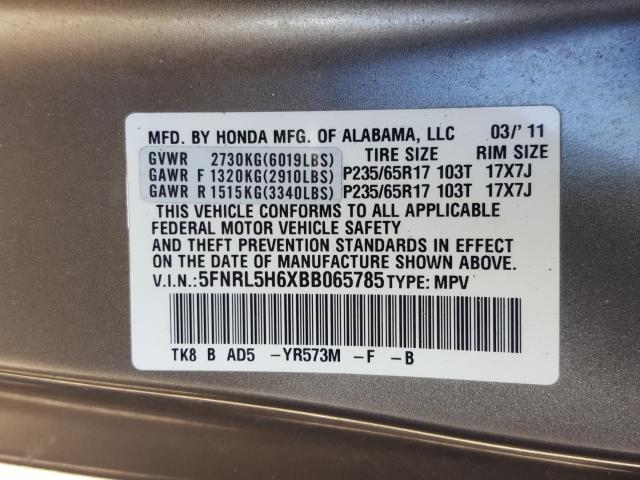 MFD. BY HONDA MFG. OF ALABAMA, LLC 03/'11
GVWR 2730KG(6019LBS) TIRE SIZE RIM SIZE
GAWR F 1320KG(2910LBS) P235/65R17 103T 17X7J
GAWR R 1515KG(3340LBS) P235/65R17 103T 17X7J
THIS VEHICLE CONFORMS TO ALL APPLICABLE
FEDERAL MOTOR VEHICLE SAFETY
AND THEFT PREVENTION STANDARDS IN EFFECT
ON THE DATE OF MANUFACTURE SHOWN ABOVE.
V.I.N.:5FNRL5H6XBB065785 TYPE: MPV
TK8 B AD5 -YR573M -F -B